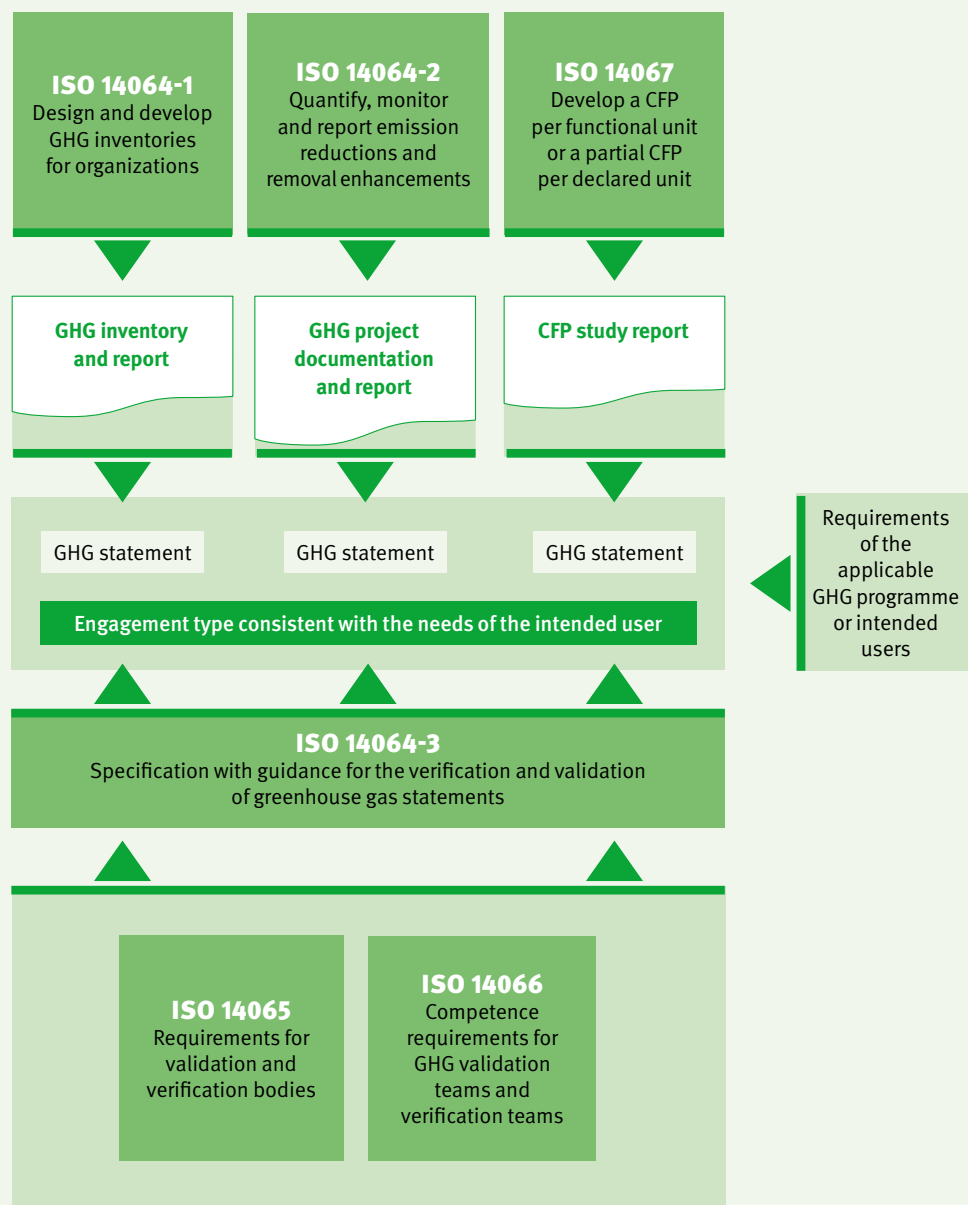 ISO 14064-1
Design and develop
GHG inventories
for organizations
ISO 14064-2
Quantify, monitor
and report emission
reductions and
removal enhancements
ISO 14067
Develop a CFP
per functional unit
or a partial CFP
per declared unit
GHG inventory
and report
GHG project
documentation
and report
CFP study report
GHG statement
GHG statement
GHG statement
Engagement type consistent with the needs of the intended user
Requirements
of the
applicable
GHG programme
or intended
users
ISO 14064-3
Specification with guidance for the verification and validation
of greenhouse gas statements
ISO 14065
Requirements for
validation and
verification bodies
ISO 14066
Competence
requirements for
GHG validation
teams and
verification teams